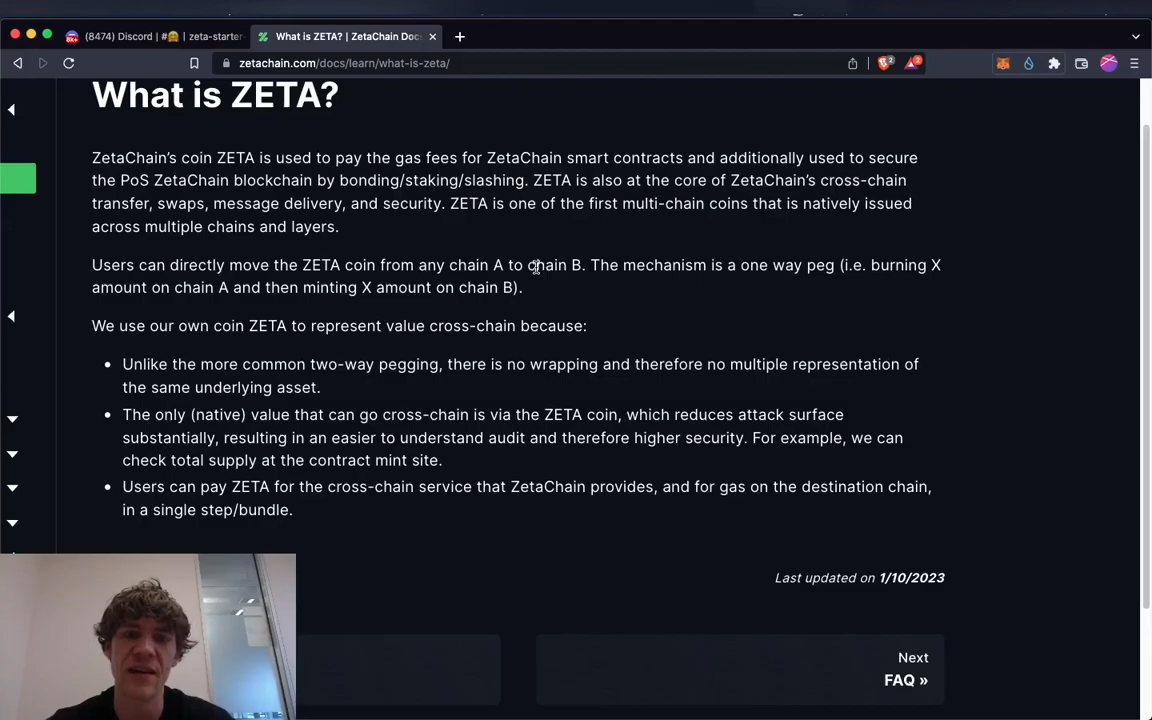 (8474) Discord | #🤗 | zeta-starter-
What is ZETA? | ZetaChain Doc
zetachain.com/docs/learn/what-is-zeta/
What is ZETA?
ZetaChain's coin ZETA is used to pay the gas fees for ZetaChain smart contracts and additionally used to secure
the PoS ZetaChain blockchain by bonding/staking/slashing. ZETA is also at the core of ZetaChain's cross-chain
transfer, swaps, message delivery, and security. ZETA is one of the first multi-chain coins that is natively issued
across multiple chains and layers.
Users can directly move the ZETA coin from any chain A to chain B. The mechanism is a one way peg (i.e. burning X
amount on chain A and then minting X amount on chain B).
We use our own coin ZETA to represent value cross-chain because:
• Unlike the more common two-way pegging, there is no wrapping and therefore no multiple representation of
the same underlying asset.
• The only (native) value that can go cross-chain is via the ZETA coin, which reduces attack surface
substantially, resulting in an easier to understand audit and therefore higher security. For example, we can
check total supply at the contract mint site.
• Users can pay ZETA for the cross-chain service that ZetaChain provides, and for gas on the destination chain,
in a single step/bundle.
Last updated on 1/10/2023
Next
FAQ »